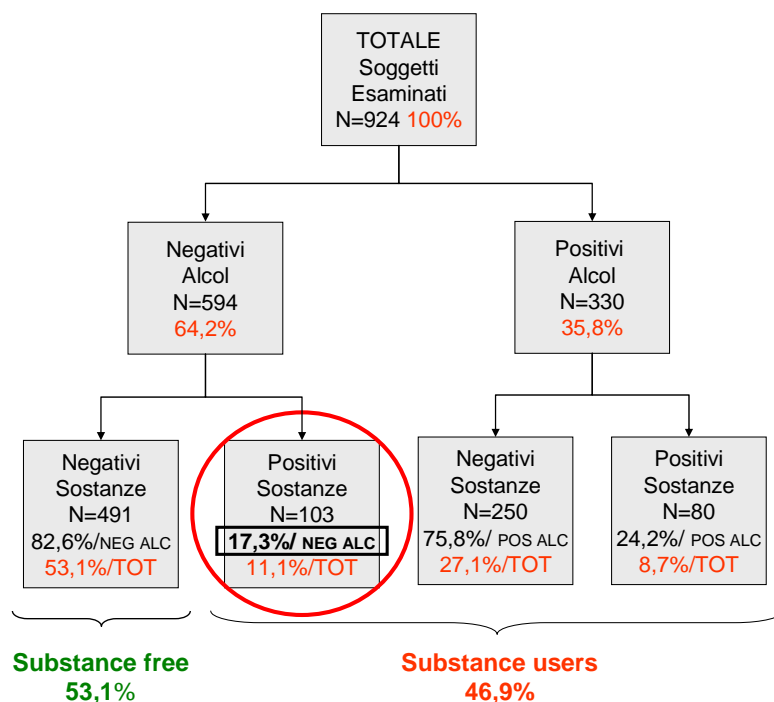 TOTALE
Soggetti
Esaminati
N=924 100%
Negativi
Alcol
N=594
64,2%
Positivi
Alcol
N=330
35,8%
Negativi
Sostanze
N=491
82,6%/NEG ALC
53,1%/TOT
Positivi
Sostanze
N=103
17,3%/ NEG ALC
11,1%/TOT
Negativi
Sostanze
N=250
75,8%/ POS ALC
27,1%/TOT
Positivi
Sostanze
N=80
24,2%/ POS ALC
8,7%/TOT
Substance free
53,1%
Substance users
46,9%